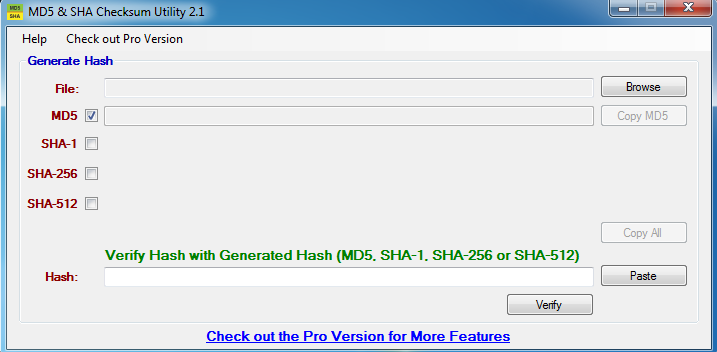 MD5
SHA
MD5 & SHA Checksum Utility 2.1
Help Check out Pro Version
Generate Hash
File: Browse
MD5 Copy MD5
SHA-1
SHA-256
SHA-512
Copy All
Verify Hash with Generated Hash (MD5, SHA-1, SHA-256 or SHA-512)
Hash: Paste
Verify
Check out the Pro Version for More Features